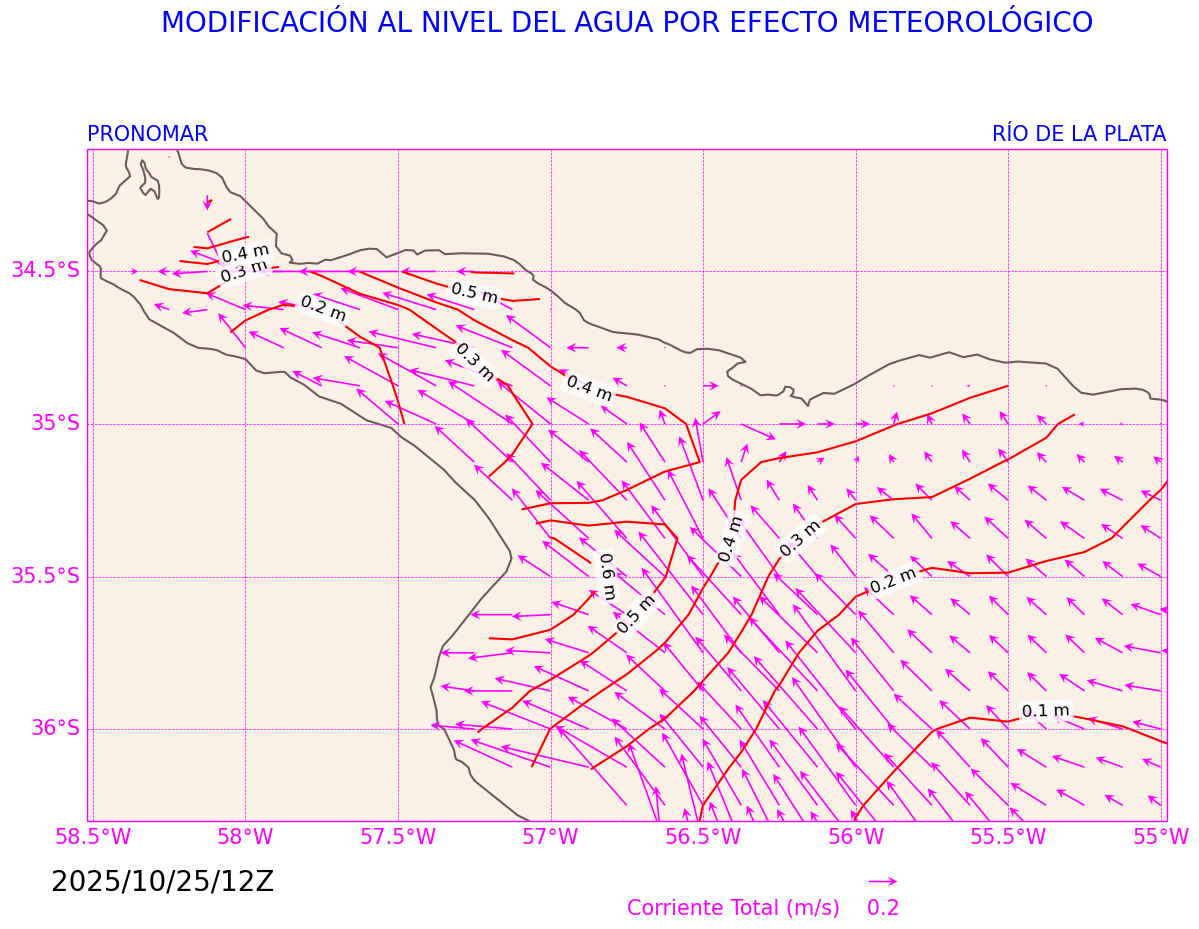 MODIFICACIÓN AL NIVEL DEL AGUA POR EFECTO METEOROLÓGICO
PRONOMAR RÍO DE LA PLATA
0.4 m
0.3 m
34.5°S
0.5 m
0.2 m
0.3 m
0.4 m
35°S
0.4 m
0.3 m
35.5°S
0.6 m
0.2 m
0.5 m
36°S
0.1 m
58.5°W 58°W 57.5°W 57°W 56.5°W 56°W 55.5°W 55°W
2025/10/25/12Z
Corriente Total (m/s) 0.2